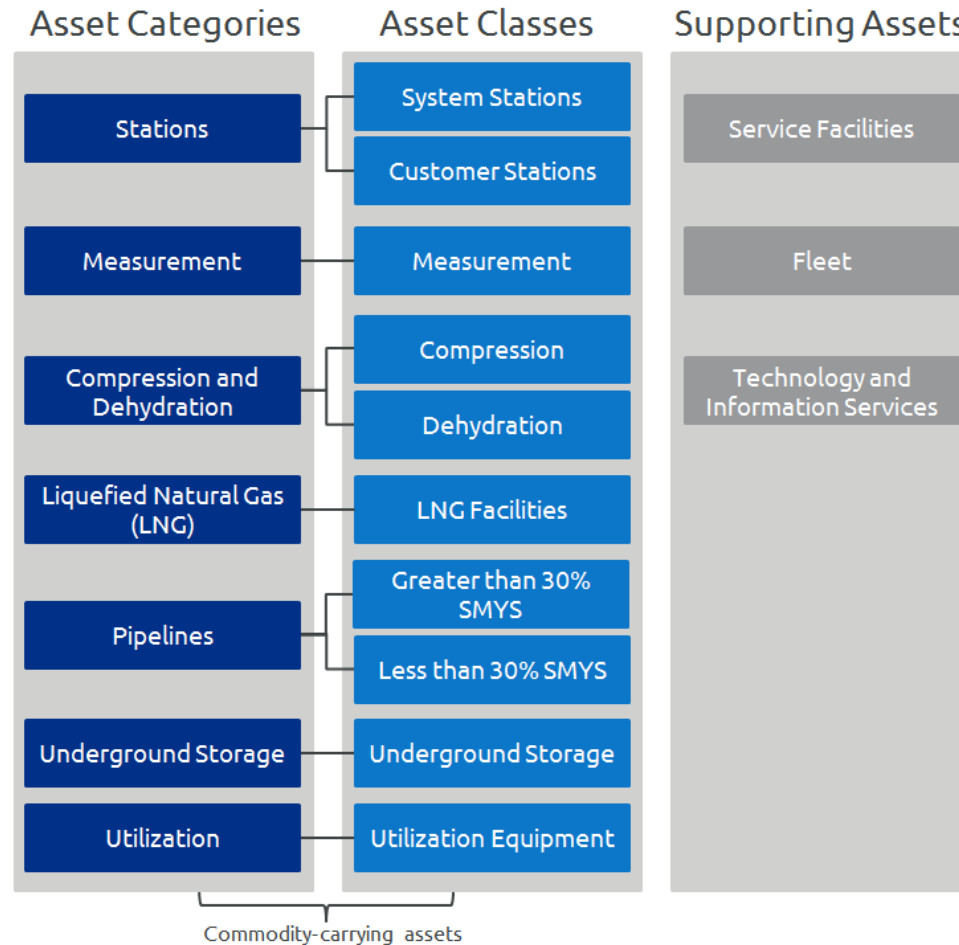 Asset Categories
Asset Classes
Supporting Assets
Stations
System Stations
Customer Stations
Service Facilities
Measurement
Measurement
Fleet
Compression and
Dehydration
Compression
Dehydration
Technology and
Information Services
Liquefied Natural Gas
(LNG)
LNG Facilities
Pipelines
Greater than 30%
SMYS
Less than 30% SMYS
Underground Storage
Underground Storage
Utilization
Utilization Equipment
Commodity-carrying assets